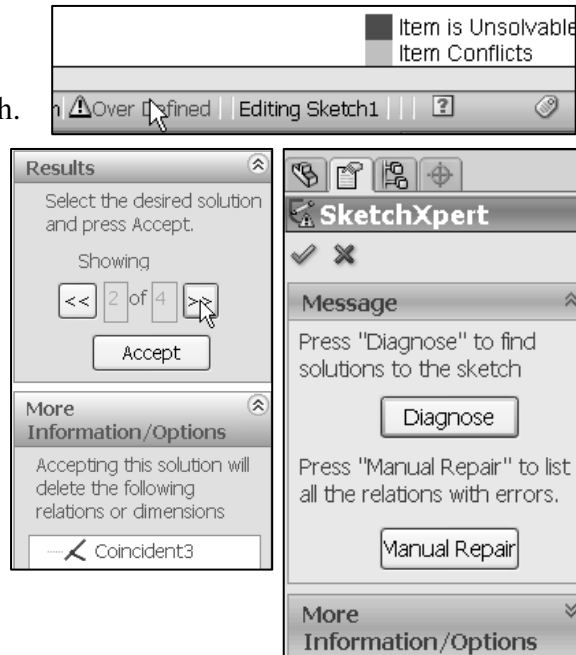 Item is Unsolvable
Item Conflicts
h.
Over Defined Editing Sketch1 ?
Results
Select the desired solution
and press Accept.
Showing
<< 2 of 4 >>
Accept
More
Information/Options
Accepting this solution will
delete the following
relations or dimensions
Coincident3
SketchXpert
Message
Press "Diagnose" to find
solutions to the sketch
Diagnose
Press "Manual Repair" to list
all the relations with errors.
Manual Repair
More
Information/Options